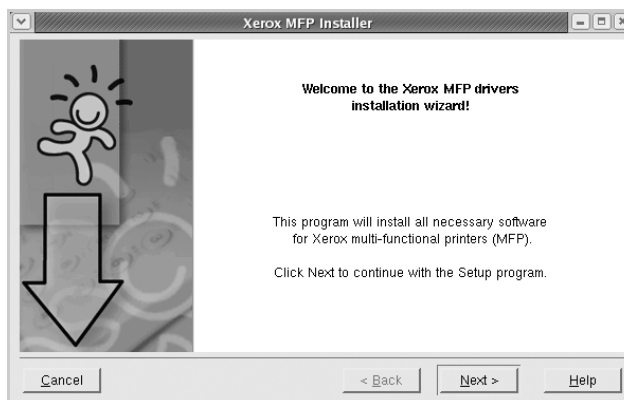 Xerox MFP Installer
Welcome to the Xerox MFP drivers
installation wizard!
This program will install all necessary software
for Xerox multi-functional printers (MFP).
Click Next to continue with the Setup program.
Cancel
< Back
Next >
Help